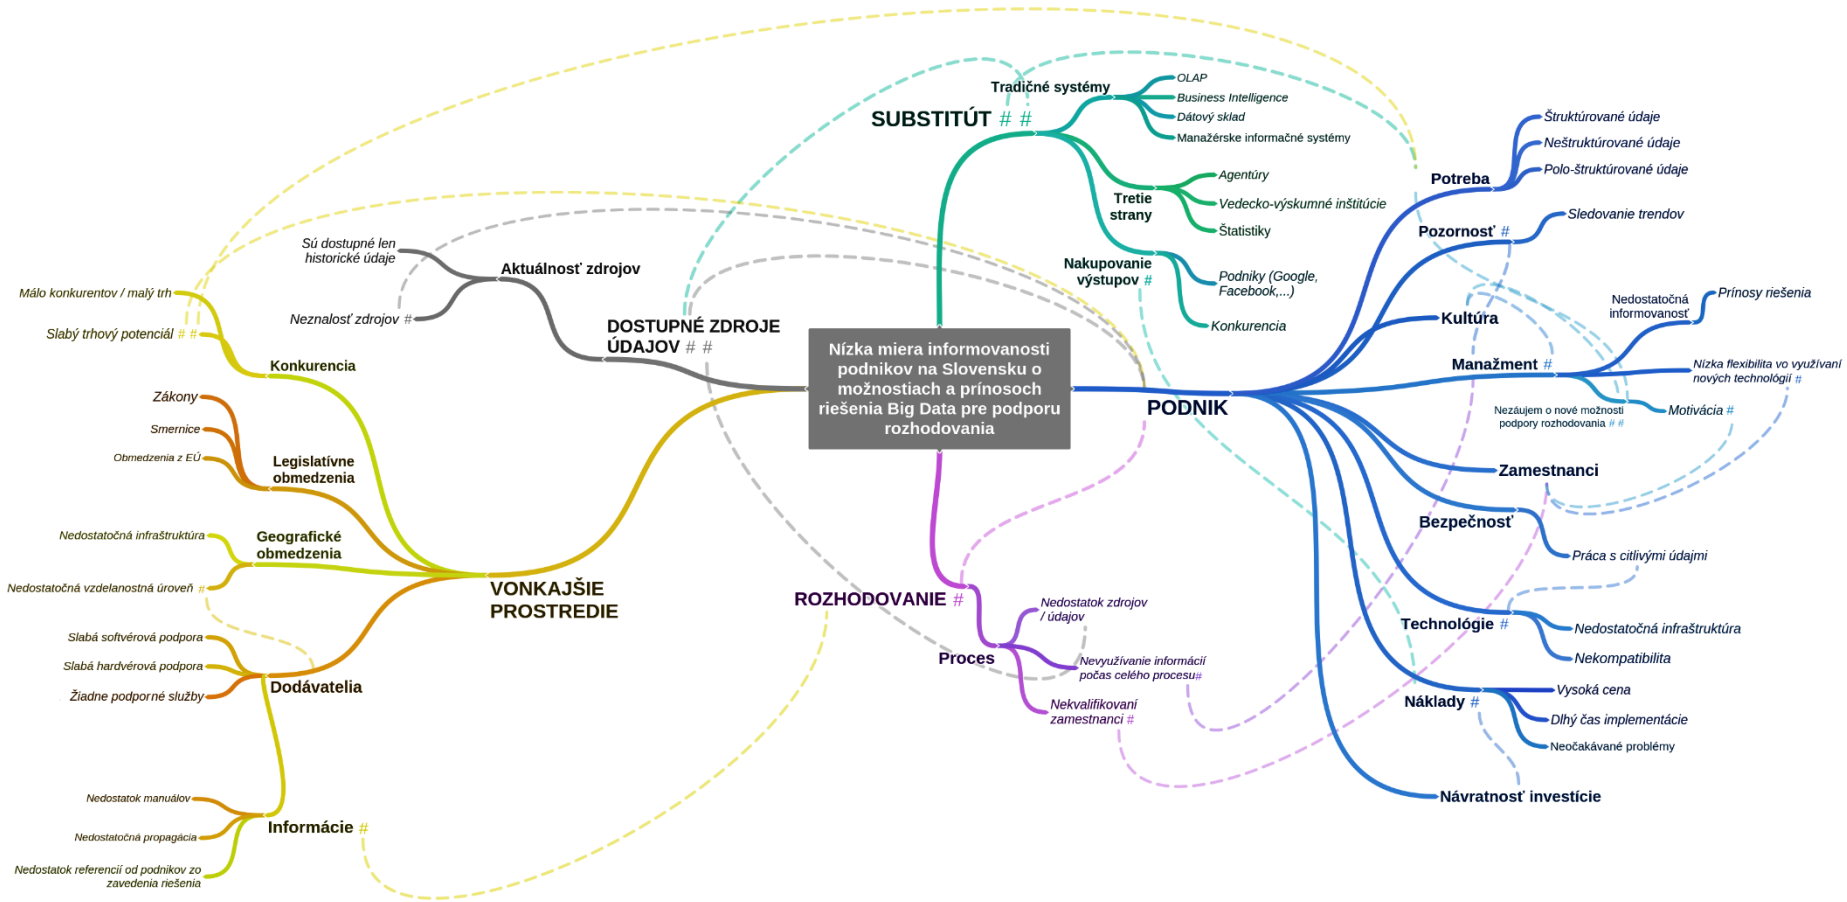 Nízka miera informovanosti
podnikov na Slovensku o
možnostiach a prínosoch
riešenia Big Data pre podporu
rozhodovania
SUBSTITÚT # #
Tradičné systémy
OLAP
Business Intelligence
Dátový sklad
Manažérske informačné systémy
Tretie
strany
Agentúry
Vedecko-výskumné inštitúcie
Štatistiky
Nakupovanie
výstupov #
Podniky (Google,
Facebook,...)
Konkurencia
PODNIK
Potreba
Štruktúrované údaje
Neštruktúrované údaje
Polo-štruktúrované údaje
Pozornosť #
Sledovanie trendov
Kultúra
Manažment #
Nedostatočná
informovanosť
Prínosy riešenia
Nízka flexibilita vo využívaní
nových technológií #
Nezáujem o nové možnosti
podpory rozhodovania # #
Motivácia #
Zamestnanci
Bezpečnosť
Práca s citlivými údajmi
Technológie #
Nedostatočná infraštruktúra
Nekompatibilita
Náklady #
Vysoká cena
Dlhý čas implementácie
Neočakávané problémy
Návratnosť investície
ROZHODOVANIE #
Proces
Nedostatok zdrojov
/ údajov
Nevyužívanie informácií
počas celého procesu#
Nekvalifikovaní
zamestnanci #
DOSTUPNÉ ZDROJE
ÚDAJOV # #
Aktuálnosť zdrojov
Sú dostupné len
historické údaje
Neznalosť zdrojov #
VONKAJŠIE
PROSTREDIE
Konkurencia
Málo konkurentov / malý trh
Slabý trhový potenciál # #
Legislatívne
obmedzenia
Zákony
Smernice
Obmedzenia z EÚ
Geografické
obmedzenia
Nedostatočná infraštruktúra
Nedostatočná vzdelanostná úroveň #
Dodávatelia
Slabá softvérová podpora
Slabá hardvérová podpora
Žiadne podporné služby
Informácie #
Nedostatok manuálov
Nedostatočná propagácia
Nedostatok referencií od podnikov zo
zavedenia riešenia